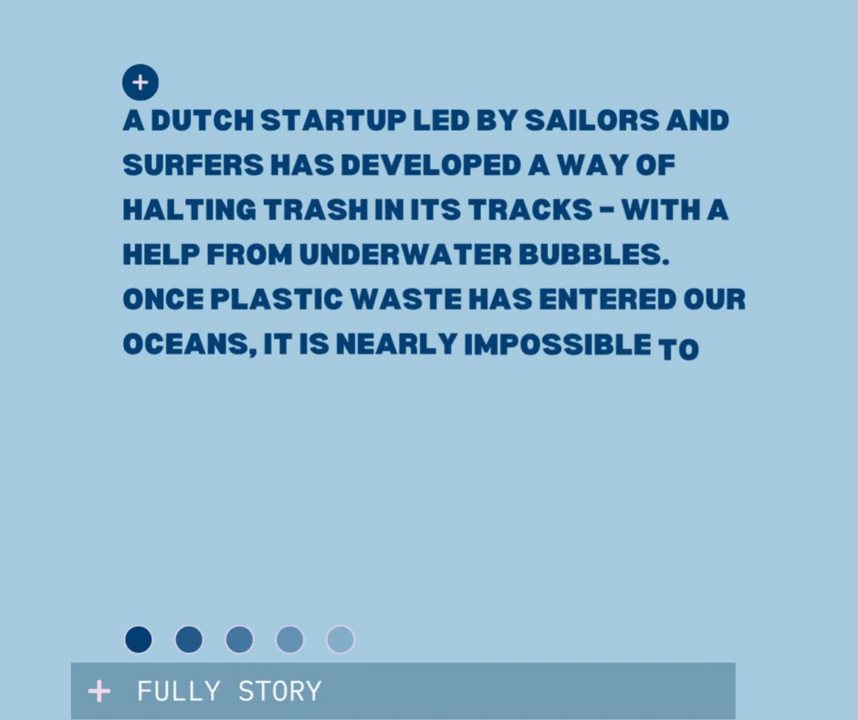 A DUTCH STARTUP LED BY SAILORS AND
SURFERS HAS DEVELOPED A WAY OF
HALTING TRASH IN ITS TRACKS – WITH A
HELP FROM UNDERWATER BUBBLES.
ONCE PLASTIC WASTE HAS ENTERED OUR
OCEANS, IT IS NEARLY IMPOSSIBLE TO
+ FULLY STORY